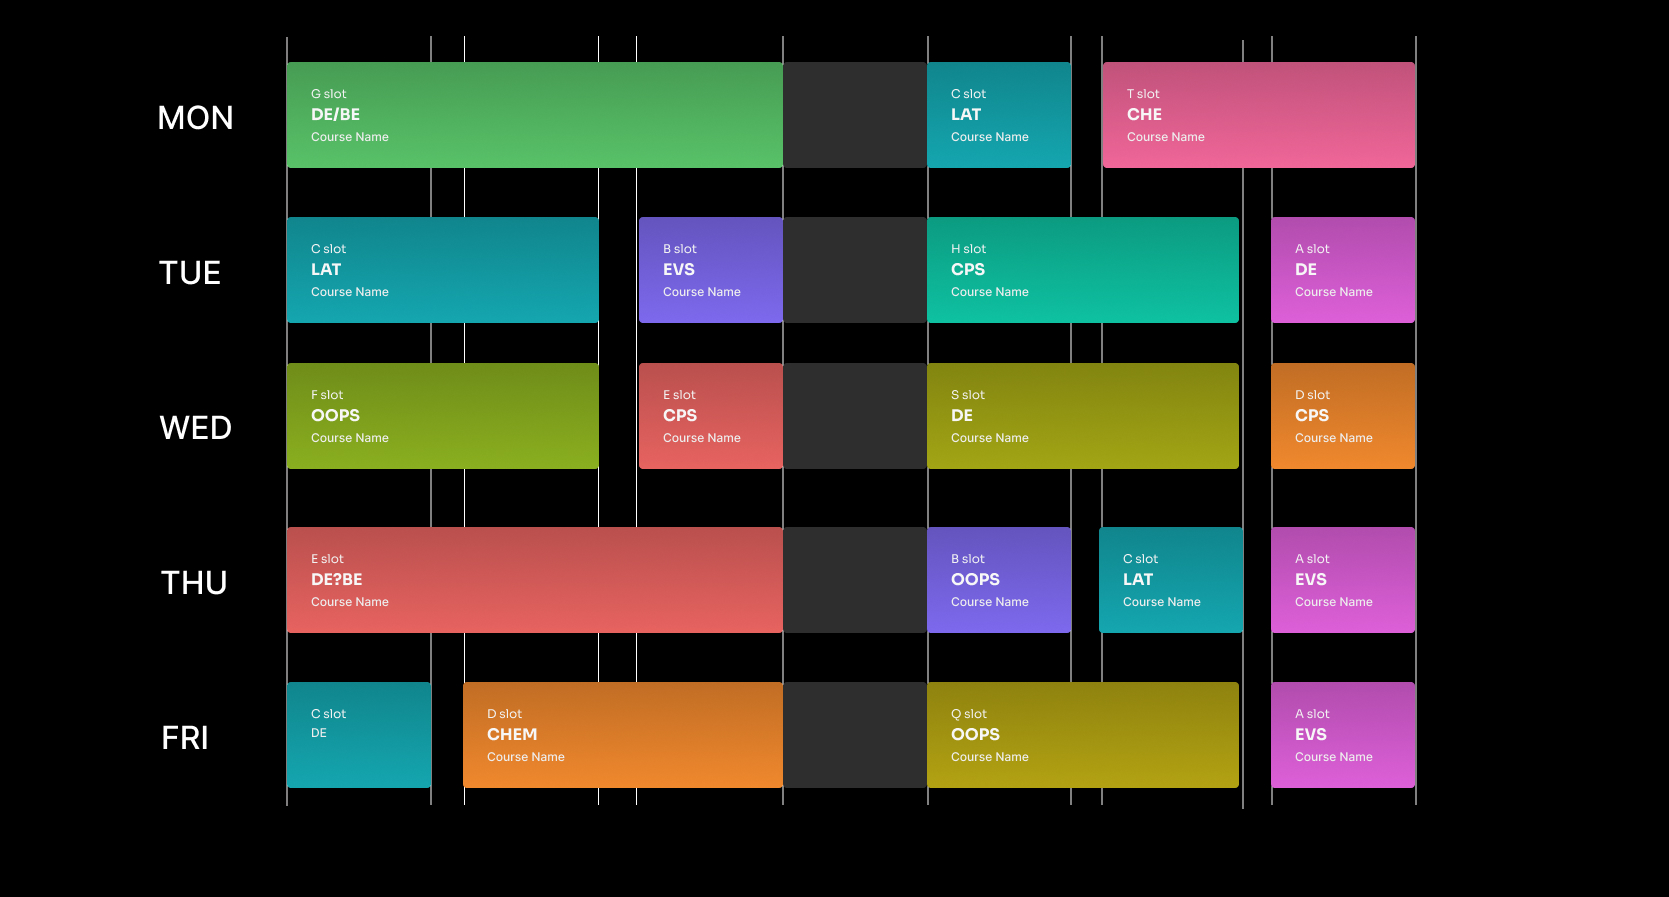 MON
G slot
DE/BE
Course Name
C slot
LAT
Course Name
T slot
CHE
Course Name
TUE
C slot
LAT
Course Name
B slot
EVS
Course Name
H slot
CPS
Course Name
A slot
DE
Course Name
WED
F slot
OOPS
Course Name
E slot
CPS
Course Name
S slot
DE
Course Name
D slot
CPS
Course Name
THU
E slot
DE?BE
Course Name
B slot
OOPS
Course Name
C slot
LAT
Course Name
A slot
EVS
Course Name
FRI
C slot
DE
D slot
CHEM
Course Name
Q slot
OOPS
Course Name
A slot
EVS
Course Name